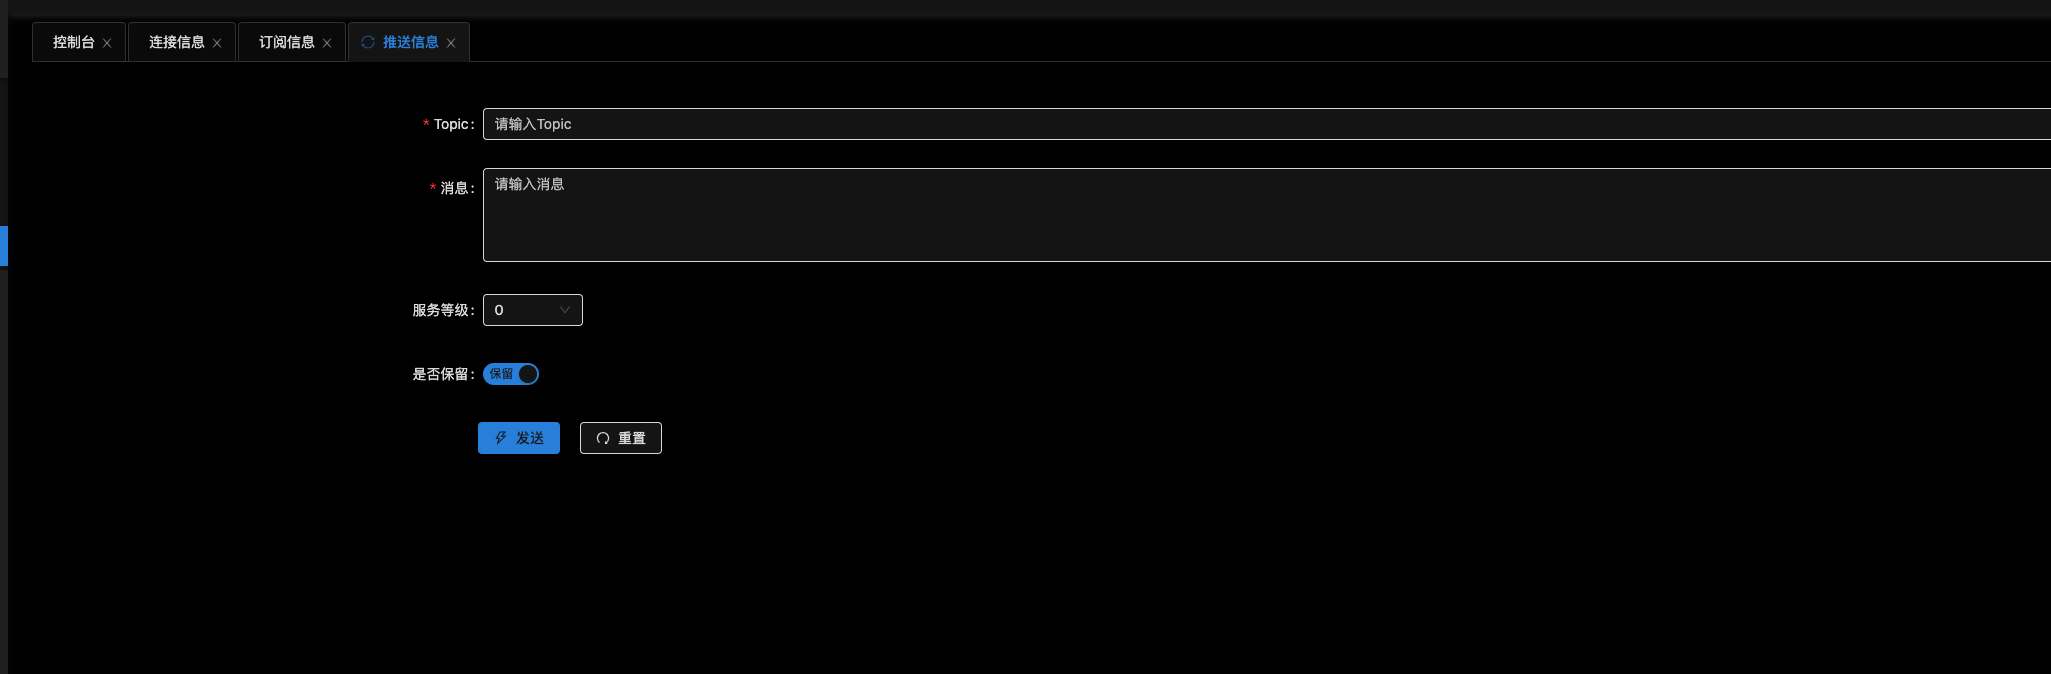 控制台 连接信息 订阅信息 推送信息
* Topic: 请输入Topic
* 消息: 请输入消息
服务等级: 0
是否保留: 保留
发送 重置